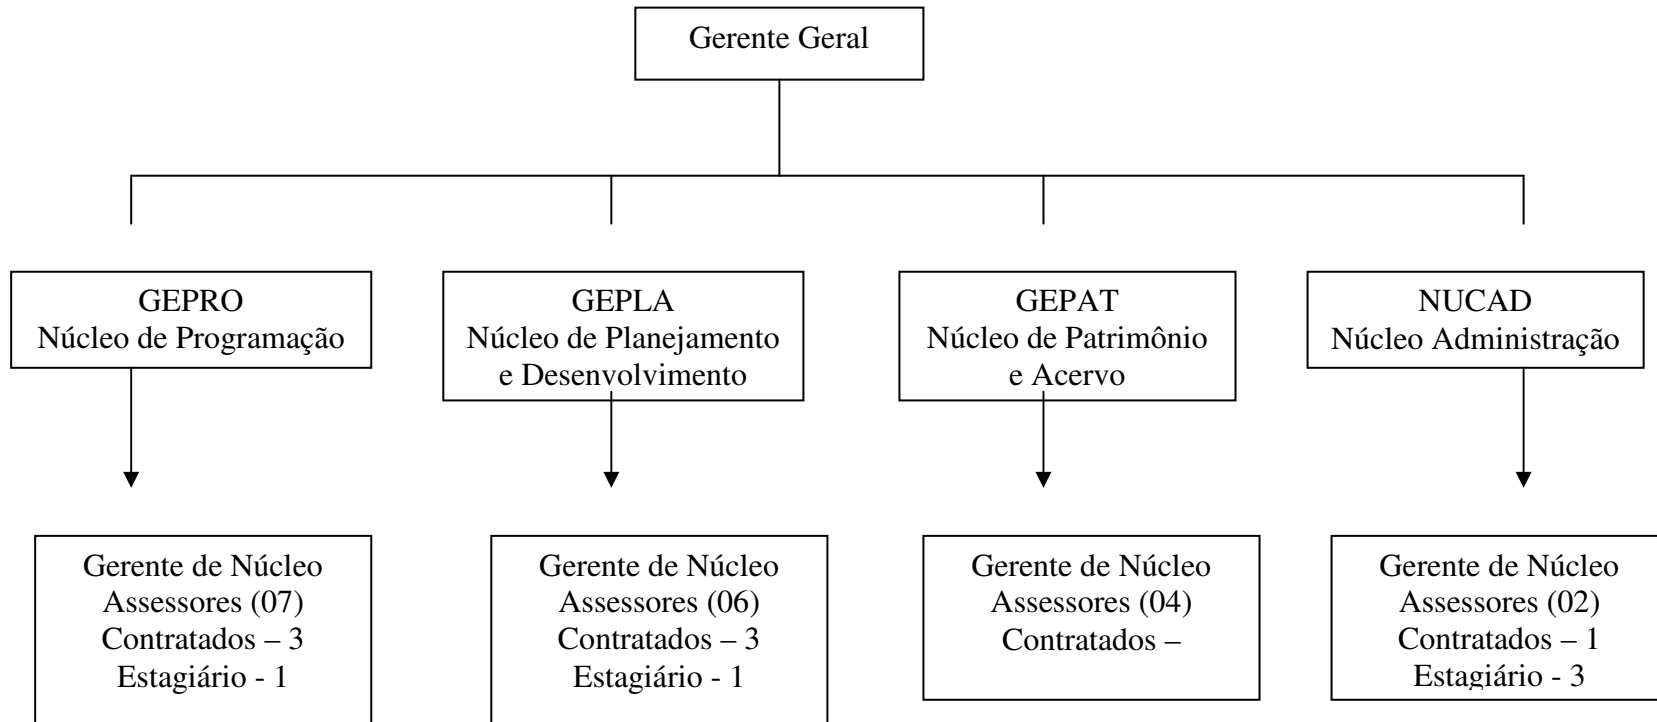 Gerente Geral
GEPRO
Núcleo de Programação
GEPLA
Núcleo de Planejamento
e Desenvolvimento
GEPAT
Núcleo de Patrimônio
e Acervo
NUCAD
Núcleo Administração
Gerente de Núcleo
Assessores (07)
Contratados – 3
Estagiário - 1
Gerente de Núcleo
Assessores (06)
Contratados – 3
Estagiário - 1
Gerente de Núcleo
Assessores (04)
Contratados –
Gerente de Núcleo
Assessores (02)
Contratados – 1
Estagiário - 3